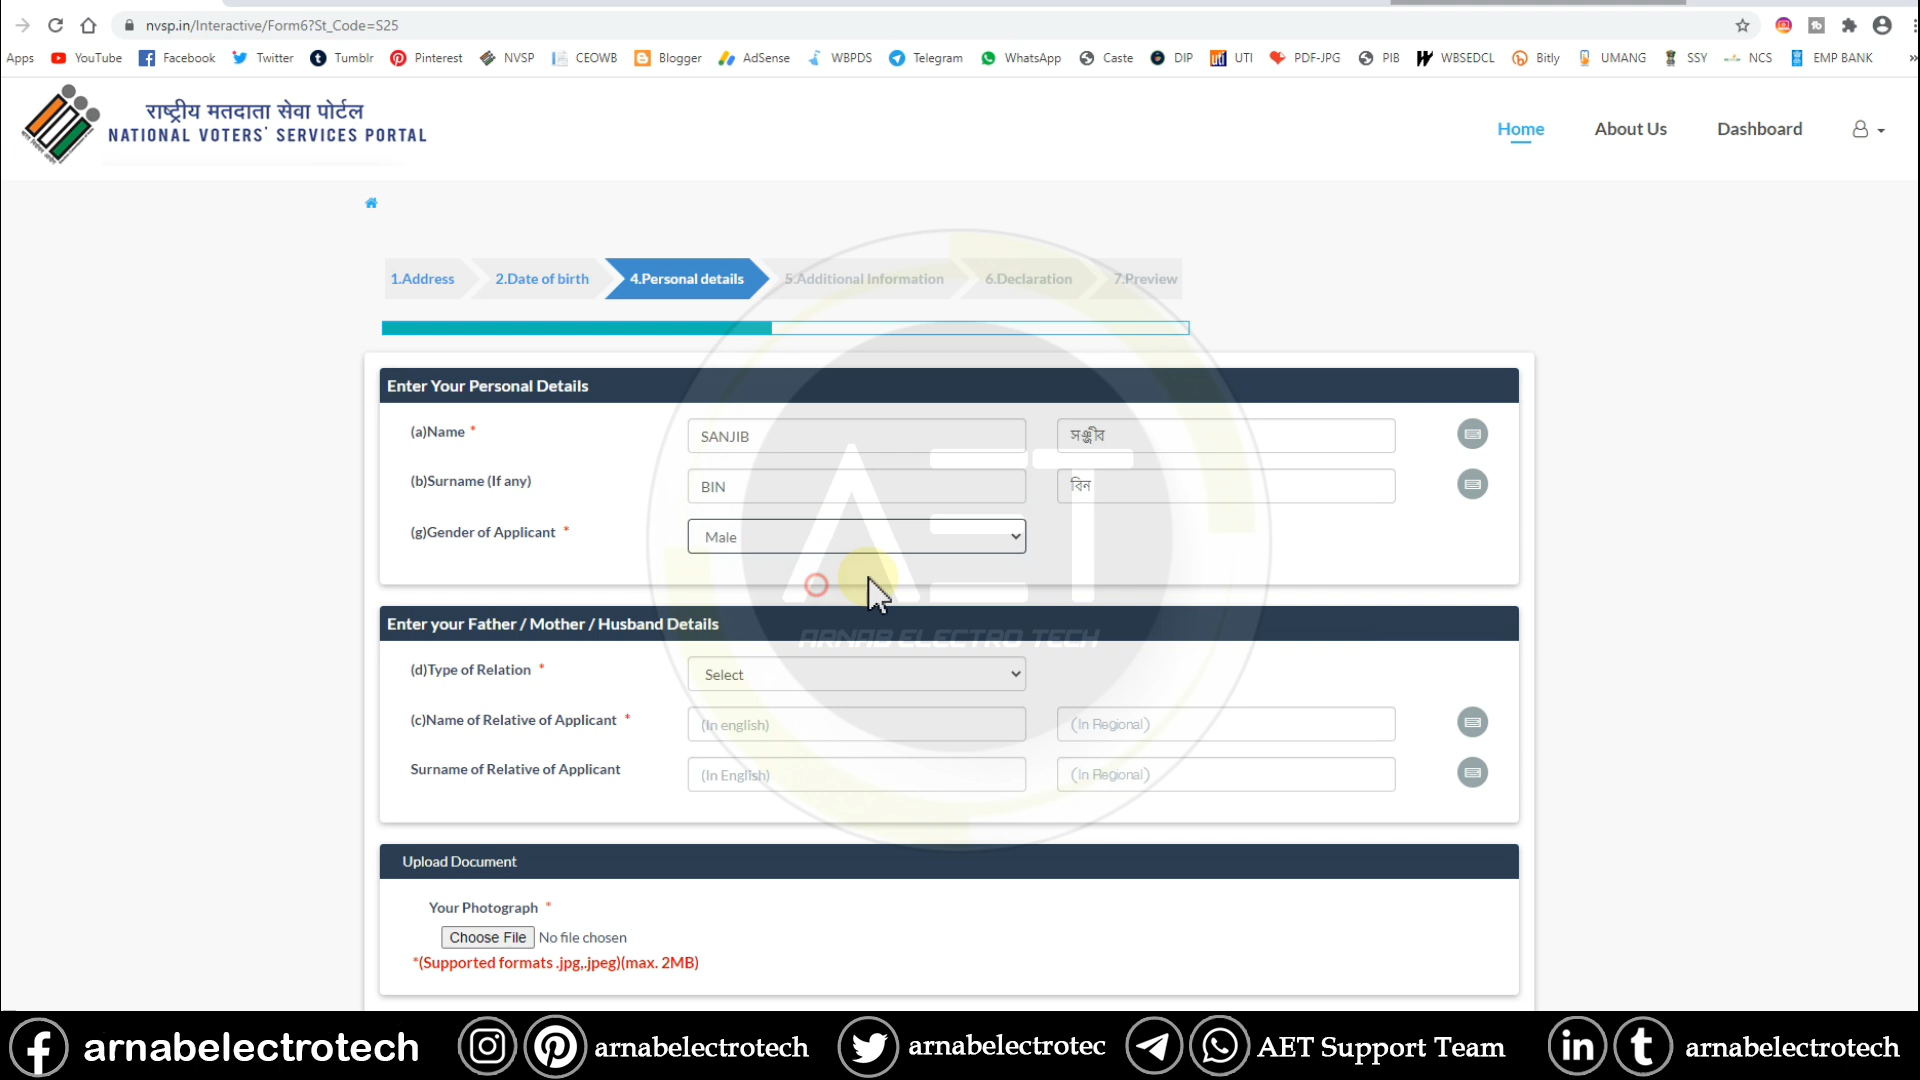 nvsp.in/Interactive/Form6?St_Code=S25
Apps YouTube Facebook Twitter Tumblr Pinterest NVSP CEOWB Blogger AdSense WBPDS Telegram WhatsApp Caste DIP UTI PDF-JPG PIB WBSEDCL Bitly UMANG SSY NCS EMP BANK »
राष्ट्रीय मतदाता सेवा पोर्टल
NATIONAL VOTERS' SERVICES PORTAL
Home About Us Dashboard
1.Address 2.Date of birth 4.Personal details 5.Additional Information 6.Declaration 7.Preview
Enter Your Personal Details
(a)Name * SANJIB সঞ্জীব
(b)Surname (If any) BIN বিন
(g)Gender of Applicant * Male
AET
ARNAB ELECTRO TECH
Enter your Father / Mother / Husband Details
(d)Type of Relation * Select
(c)Name of Relative of Applicant * (In english) (In Regional)
Surname of Relative of Applicant (In English) (In Regional)
Upload Document
Your Photograph *
Choose File No file chosen
*(Supported formats .jpg,.jpeg)(max. 2MB)
arnabelectrotech arnabelectrotech arnabelectrotec AET Support Team arnabelectrotech